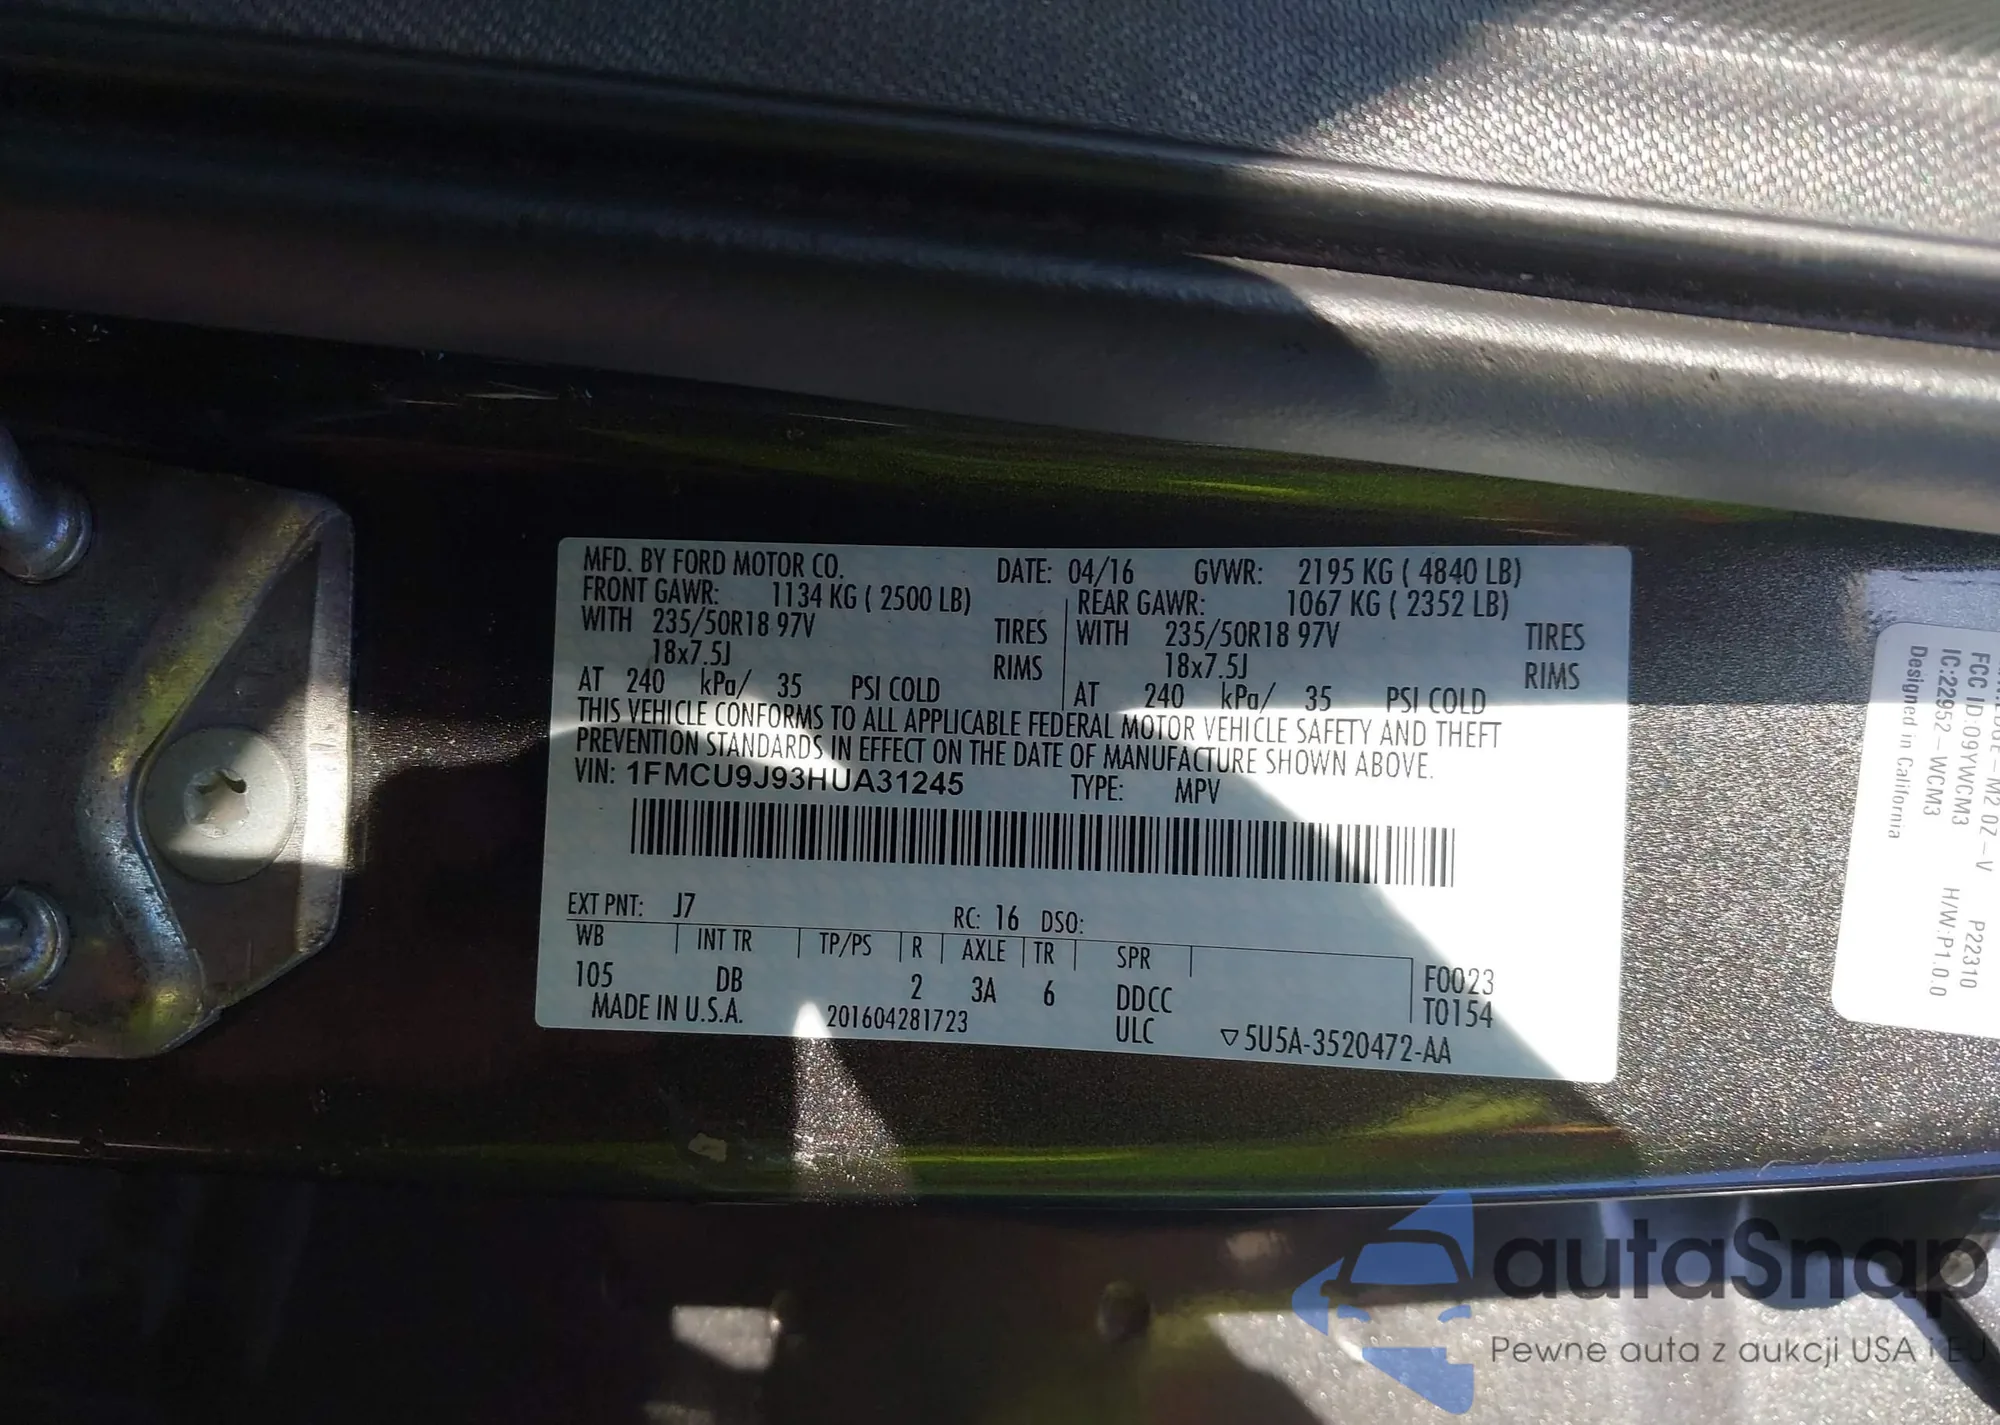 MFD. BY FORD MOTOR CO. DATE: 04/16 GVWR: 2195 KG ( 4840 LB)
FRONT GAWR: 1134 KG ( 2500 LB) REAR GAWR: 1067 KG ( 2352 LB)
WITH 235/50R18 97V TIRES WITH 235/50R18 97V TIRES
18x7.5J RIMS 18x7.5J RIMS
AT 240 kPa/ 35 PSI COLD AT 240 kPa/ 35 PSI COLD
THIS VEHICLE CONFORMS TO ALL APPLICABLE FEDERAL MOTOR VEHICLE SAFETY AND THEFT
PREVENTION STANDARDS IN EFFECT ON THE DATE OF MANUFACTURE SHOWN ABOVE.
VIN: 1FMCU9J93HUA31245 TYPE: MPV
EXT PNT: J7 RC: 16 DSO:
WB INT TR TP/PS R AXLE TR SPR
105 DB 2 3A 6 DDCC F0023
MADE IN U.S.A. 201604281723 ULC T0154
▽5U5A-3520472-AA
FCC ID:O9YWCM3 H/W:P1.0.0
IC:22952-WCM3
Designed in California
P22310
autaSnap
Pewne auta z aukcji USA i EJ